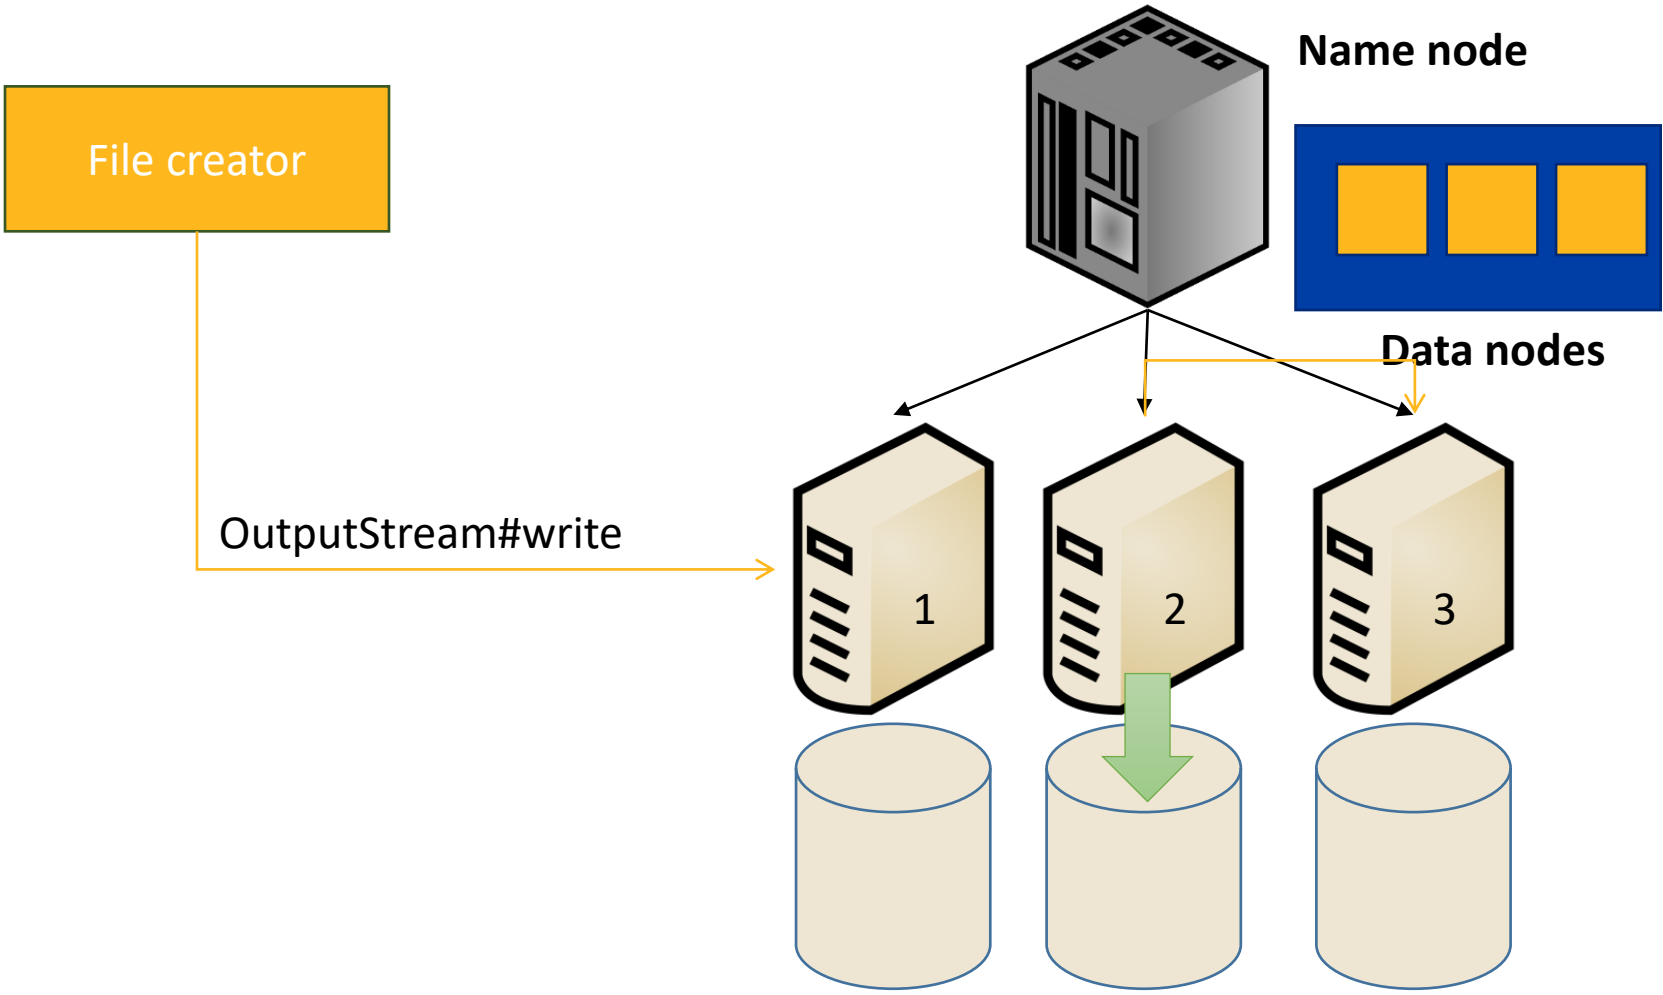 Name node
File creator
Data nodes
OutputStream#write
1
2
3